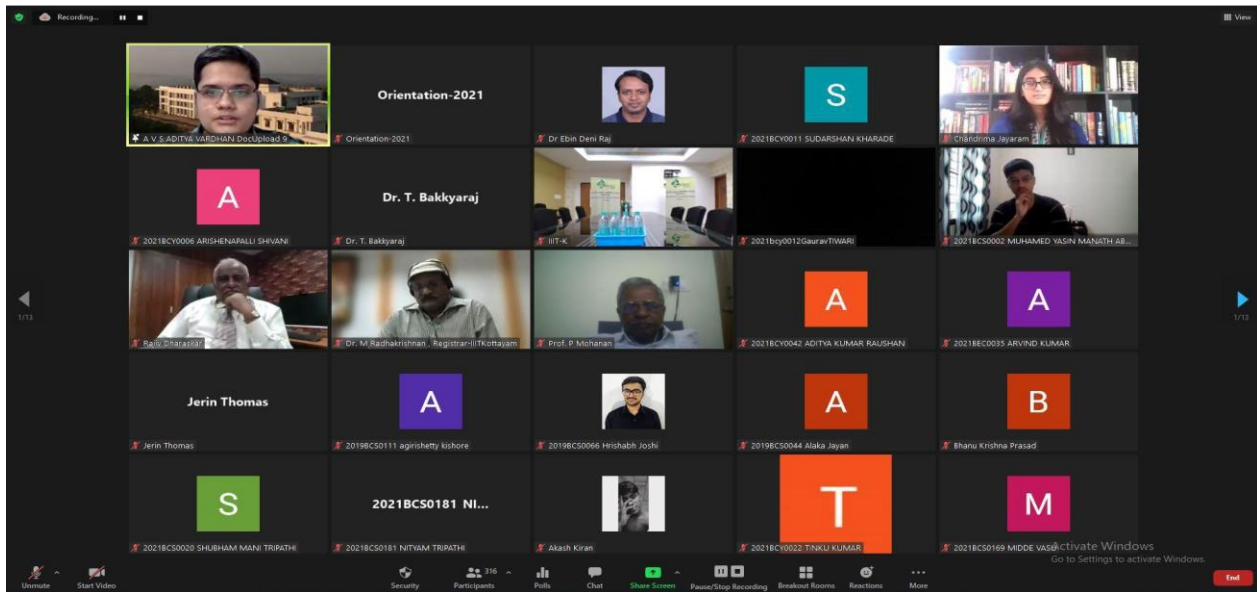 Recording...
View
A V S ADITYA VARDHAN DocUpload 9
Orientation-2021
Orientation-2021
Dr Ebin Deni Raj
S
2021BCY0011 SUDARSHAN KHARADE
Chandrima Jayaram
A
2021BCY0006 ARISHENAPALLI SHIVANI
Dr. T. Bakkyaraj
Dr. T. Bakkyaraj
IIIT-K
2021bcy0012GauravTIWARI
2021BCS0002 MUHAMED YASIN MANATH AB...
1/13
Rajiv Dharaskar
Dr. M Radhakrishnan , Registrar-IIITKottayam
Prof. P Mohanan
A
2021BCY0042 ADITYA KUMAR RAUSHAN
A
2021BEC0035 ARVIND KUMAR
1/13
Jerin Thomas
Jerin Thomas
A
2019BCS0111 agirishetty kishore
2019BCS0066 Hrishabh Joshi
A
2019BCS0044 Alaka Jayan
B
Bhanu Krishna Prasad
S
2021BCS0020 SHUBHAM MANI TRIPATHI
2021BCS0181 NI...
2021BCS0181 NITYAM TRIPATHI
Akash Kiran
T
2021BCY0022 TINKU KUMAR
M
2021BCS0169 MIDDE
Activate Windows
Go to Settings to activate Windows.
Unmute
Start Video
Security
316
Participants
Polls
Chat
Share Screen
Pause/Stop Recording
Breakout Rooms
Reactions
More
End